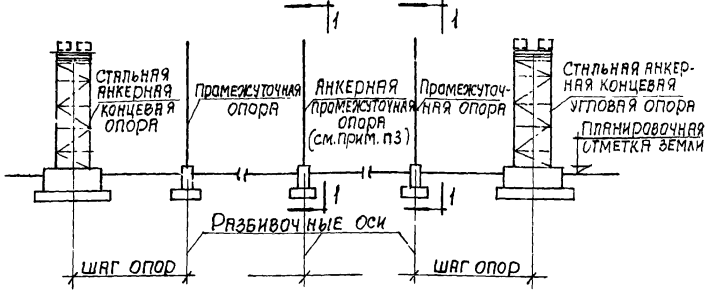 1 1
СТАЛЬНАЯ
АНКЕРНАЯ
КОНЦЕВАЯ
ОПОРА
ПРОМЕЖУТОЧНАЯ
ОПОРА
АНКЕРНАЯ
ПРОМЕЖУТОЧНАЯ
ОПОРА
(СМ.ПРИМ.П3)
ПРОМЕЖУТОЧ-
НАЯ ОПОРА
СТАЛЬНАЯ АНКЕР-
НАЯ КОНЦЕВАЯ
УГЛОВАЯ ОПОРА
ПЛАНИРОВОЧНАЯ
ОТМЕТКА ЗЕМЛИ
1 1
РАЗБИВОЧНЫЕ ОСИ
ШАГ ОПОР ШАГ ОПОР